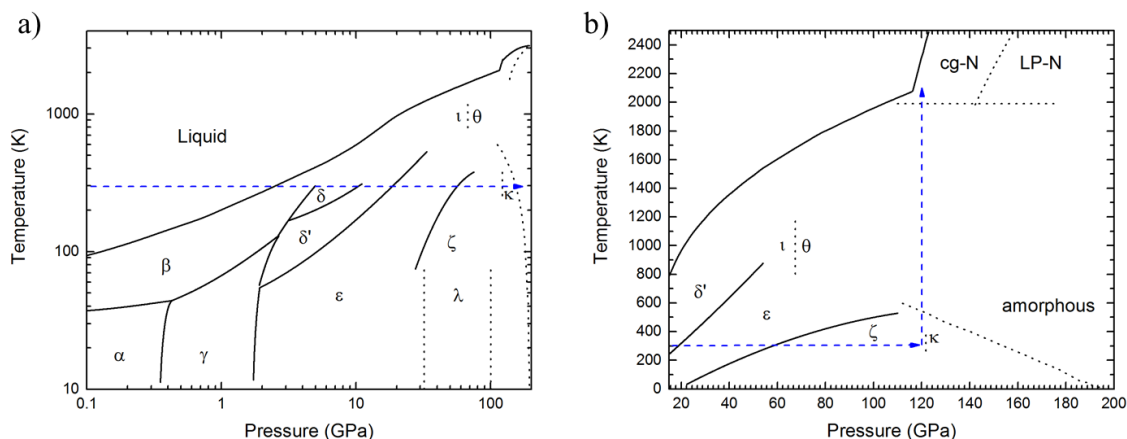 a)
Temperature (K)
1000
100
10
Liquid
ι θ
δ
κ
δ'
β
ζ
ε
λ
α
γ
0.1
1
10
100
Pressure (GPa)
b)
Temperature (K)
2400
2200
2000
1800
1600
1400
1200
1000
800
600
400
200
0
cg-N
LP-N
ι θ
δ'
ε
amorphous
ζ
κ
20 40 60 80 100 120 140 160 180 200
Pressure (GPa)